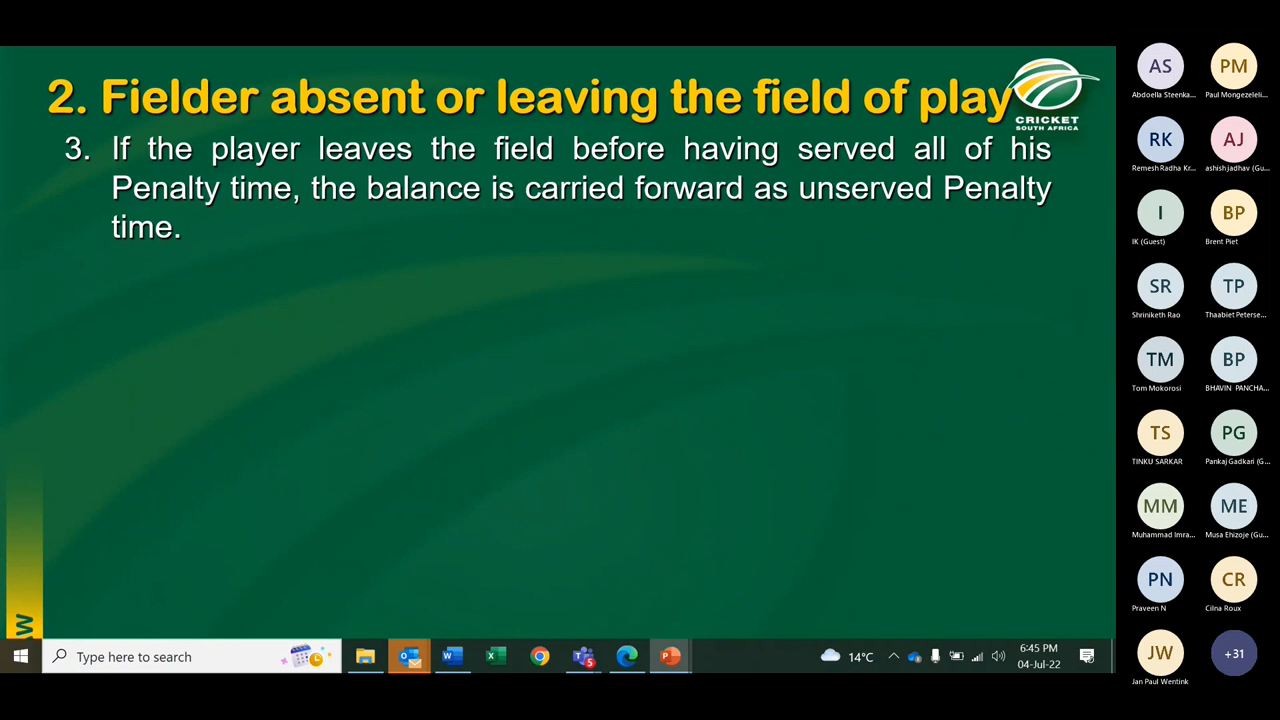 2. Fielder absent or leaving the field of play
CRICKET
SOUTH AFRICA
3. If the player leaves the field before having served all of his
Penalty time, the balance is carried forward as unserved Penalty
time.
W
Type here to search
5
14°C
6:45 PM
04-Jul-22
AS
Abdoella Steenka...
PM
Paul Mongezeleli...
RK
Remesh Radha Kr...
AJ
ashish jadhav (Gu...
I
IK (Guest)
BP
Brent Piet
SR
Shriniketh Rao
TP
Thaabiet Peterse...
TM
Tom Mokorosi
BP
BHAVIN PANCHA...
TS
TINKU SARKAR
PG
Pankaj Gadkari (G...
MM
Muhammad Imra...
ME
Musa Ehizoje (Gu...
PN
Praveen N
CR
Cilna Roux
JW
Jan Paul Wentink
+31